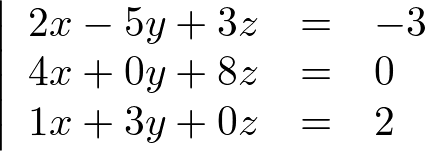 2x − 5y + 3z = −3
4x + 0y + 8z = 0
1x + 3y + 0z = 2